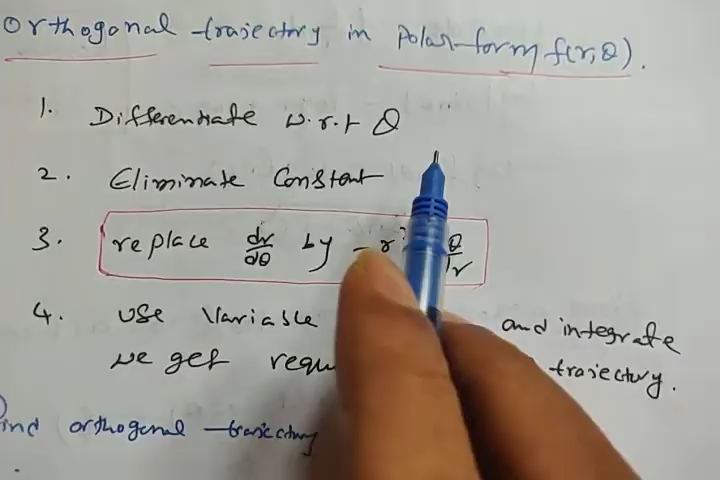 Orthogonal trajectory in Polar form f(r,θ).
1. Differentiate w.r.t θ
2. Eliminate Constant
3. replace dr/dθ by -r²
4. use Variable and integrate
we get trajectory.
orthogonal trajectory